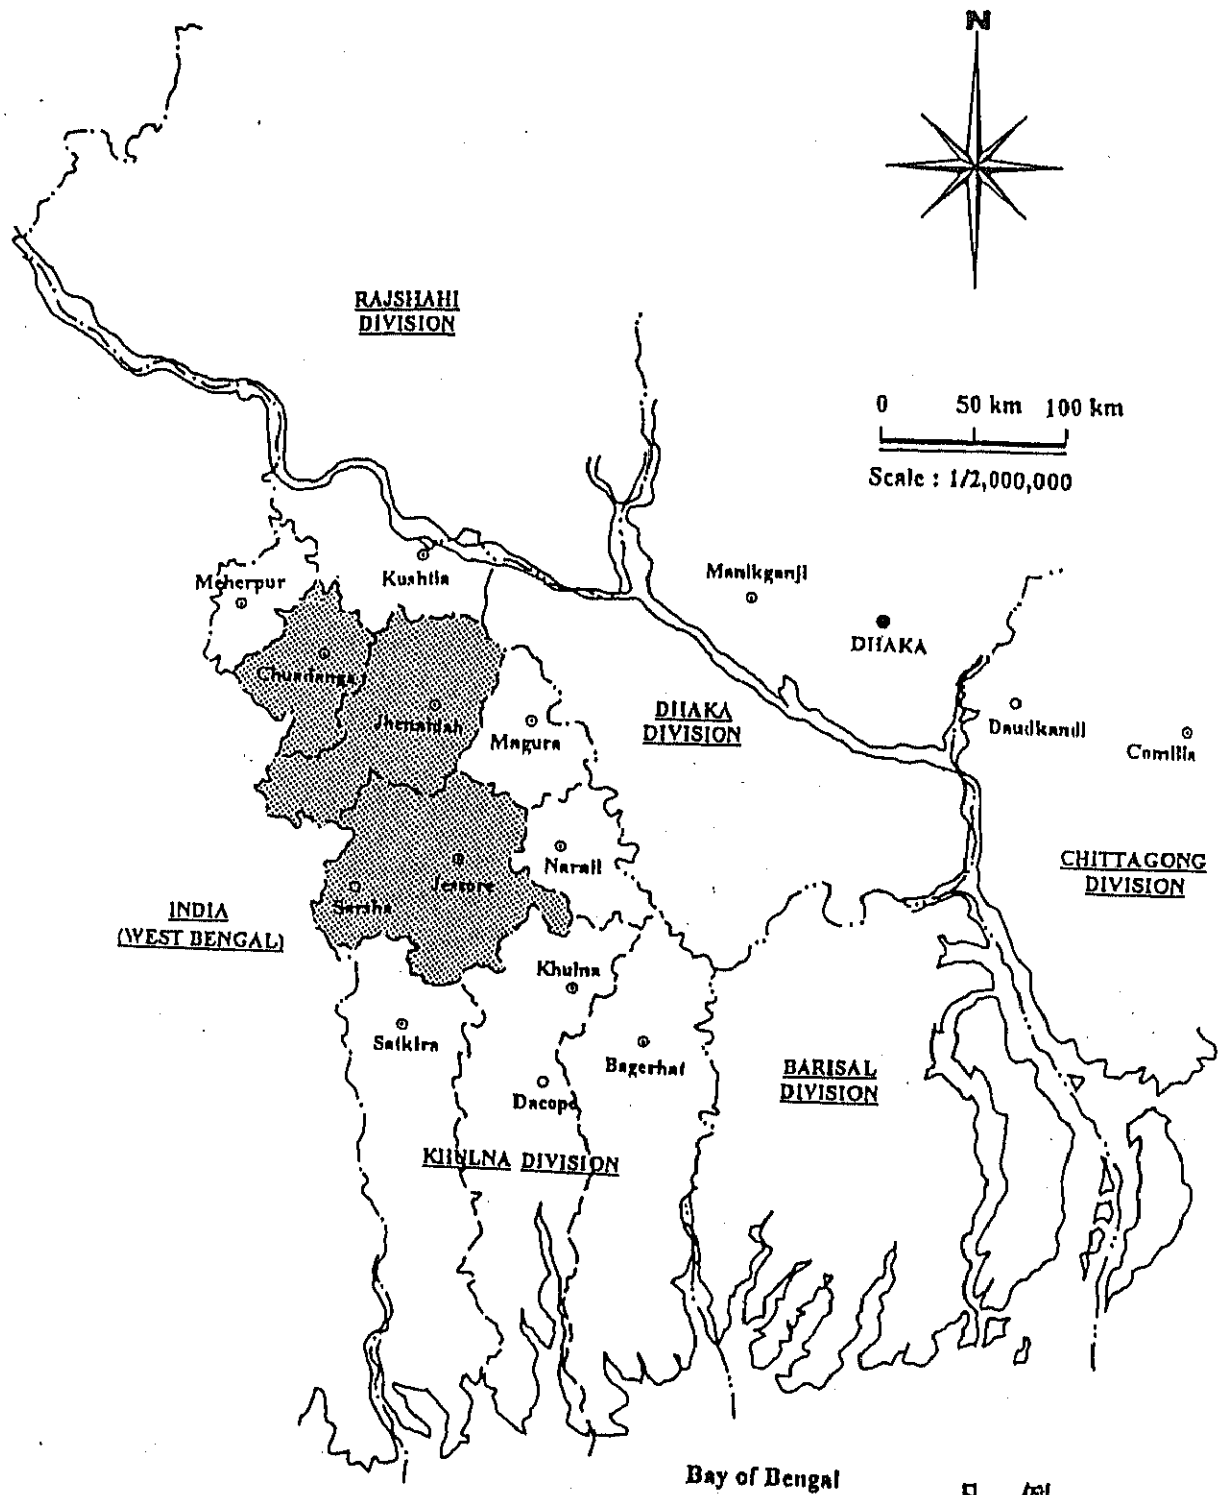 N
RAJSHAHI
DIVISION
0 50 km 100 km
Scale : 1/2,000,000
Meherpur
Kushtia
Manikganji
DHAKA
Chuadanga
Jhenaidah
Magura
DHAKA
DIVISION
Daudkandi
Comilla
Narail
Jessore
Sarsha
CHITTAGONG
DIVISION
INDIA
(WEST BENGAL)
Khulna
Satkira
Bagerhat
BARISAL
DIVISION
Dacope
KHULNA DIVISION
Bay of Bengal